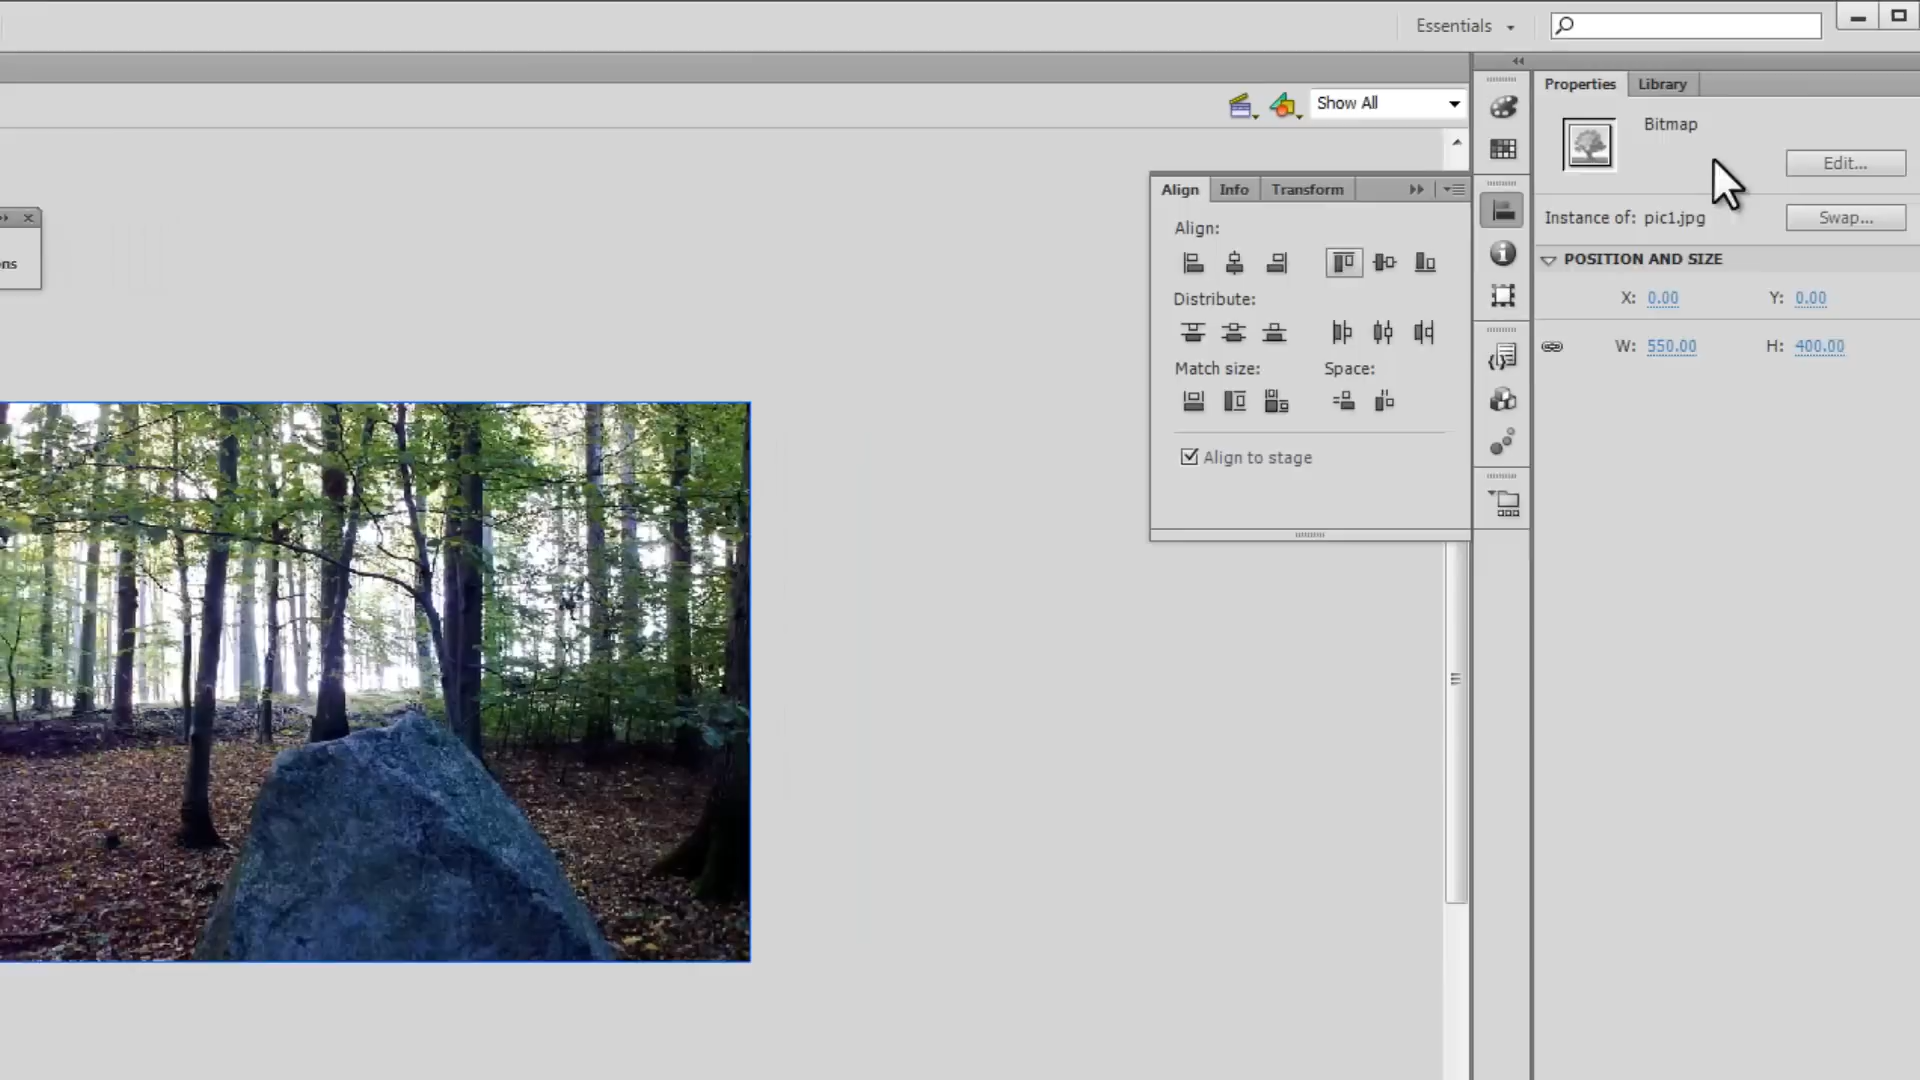 Essentials
Show All
Properties Library
Bitmap
Edit...
Instance of: pic1.jpg Swap...
POSITION AND SIZE
X: 0.00 Y: 0.00
W: 550.00 H: 400.00
Align Info Transform
Align:
Distribute:
Match size: Space:
Align to stage
ns